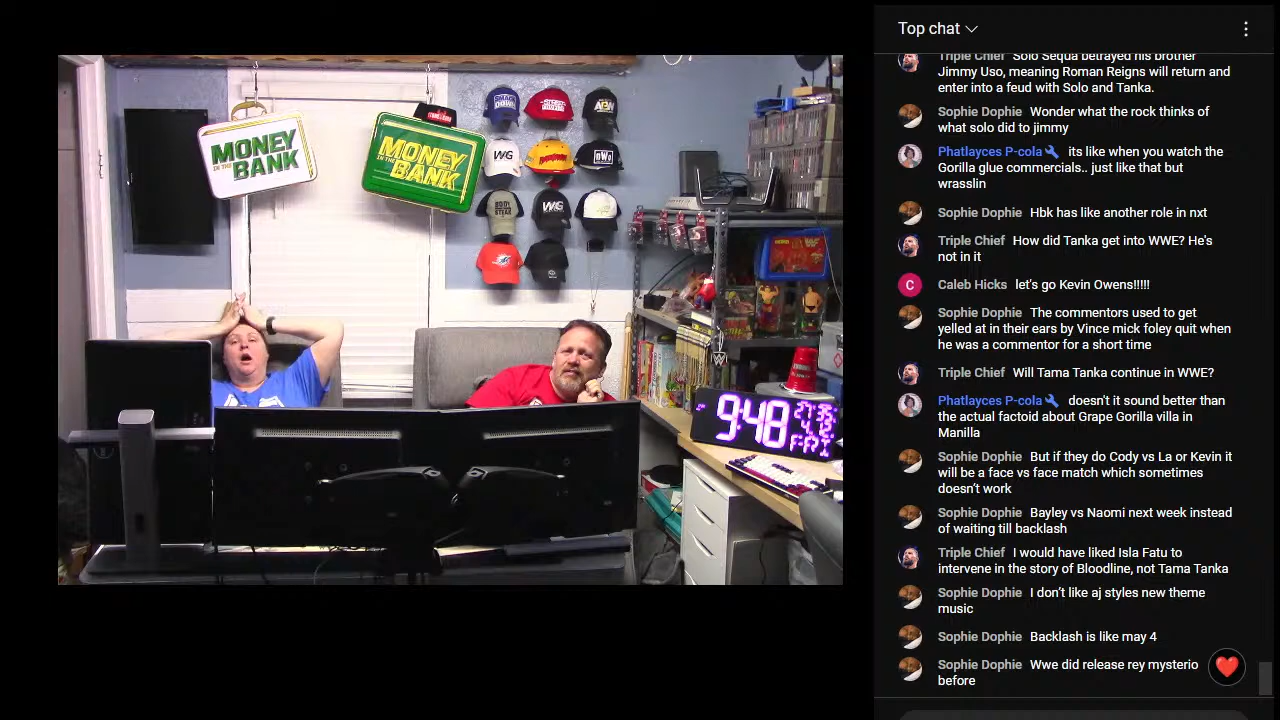 MONEY
IN THE
BANK
MONEY
IN THE
BANK
WG
nWo
WG
9:48
4.12
FRI
Top chat
Triple Chief Solo Sequa betrayed his brother
Jimmy Uso, meaning Roman Reigns will return and
enter into a feud with Solo and Tanka.
Sophie Dophie Wonder what the rock thinks of
what solo did to jimmy
Phatlayces P-cola its like when you watch the
Gorilla glue commercials.. just like that but
wrasslin
Sophie Dophie Hbk has like another role in nxt
Triple Chief How did Tanka get into WWE? He's
not in it
C
Caleb Hicks let's go Kevin Owens!!!!!
Sophie Dophie The commentors used to get
yelled at in their ears by Vince mick foley quit when
he was a commentor for a short time
Triple Chief Will Tama Tanka continue in WWE?
Phatlayces P-cola doesn't it sound better than
the actual factoid about Grape Gorilla villa in
Manilla
Sophie Dophie But if they do Cody vs La or Kevin it
will be a face vs face match which sometimes
doesn't work
Sophie Dophie Bayley vs Naomi next week instead
of waiting till backlash
Triple Chief I would have liked Isla Fatu to
intervene in the story of Bloodline, not Tama Tanka
Sophie Dophie I don't like aj styles new theme
music
Sophie Dophie Backlash is like may 4
Sophie Dophie Wwe did release rey mysterio
before